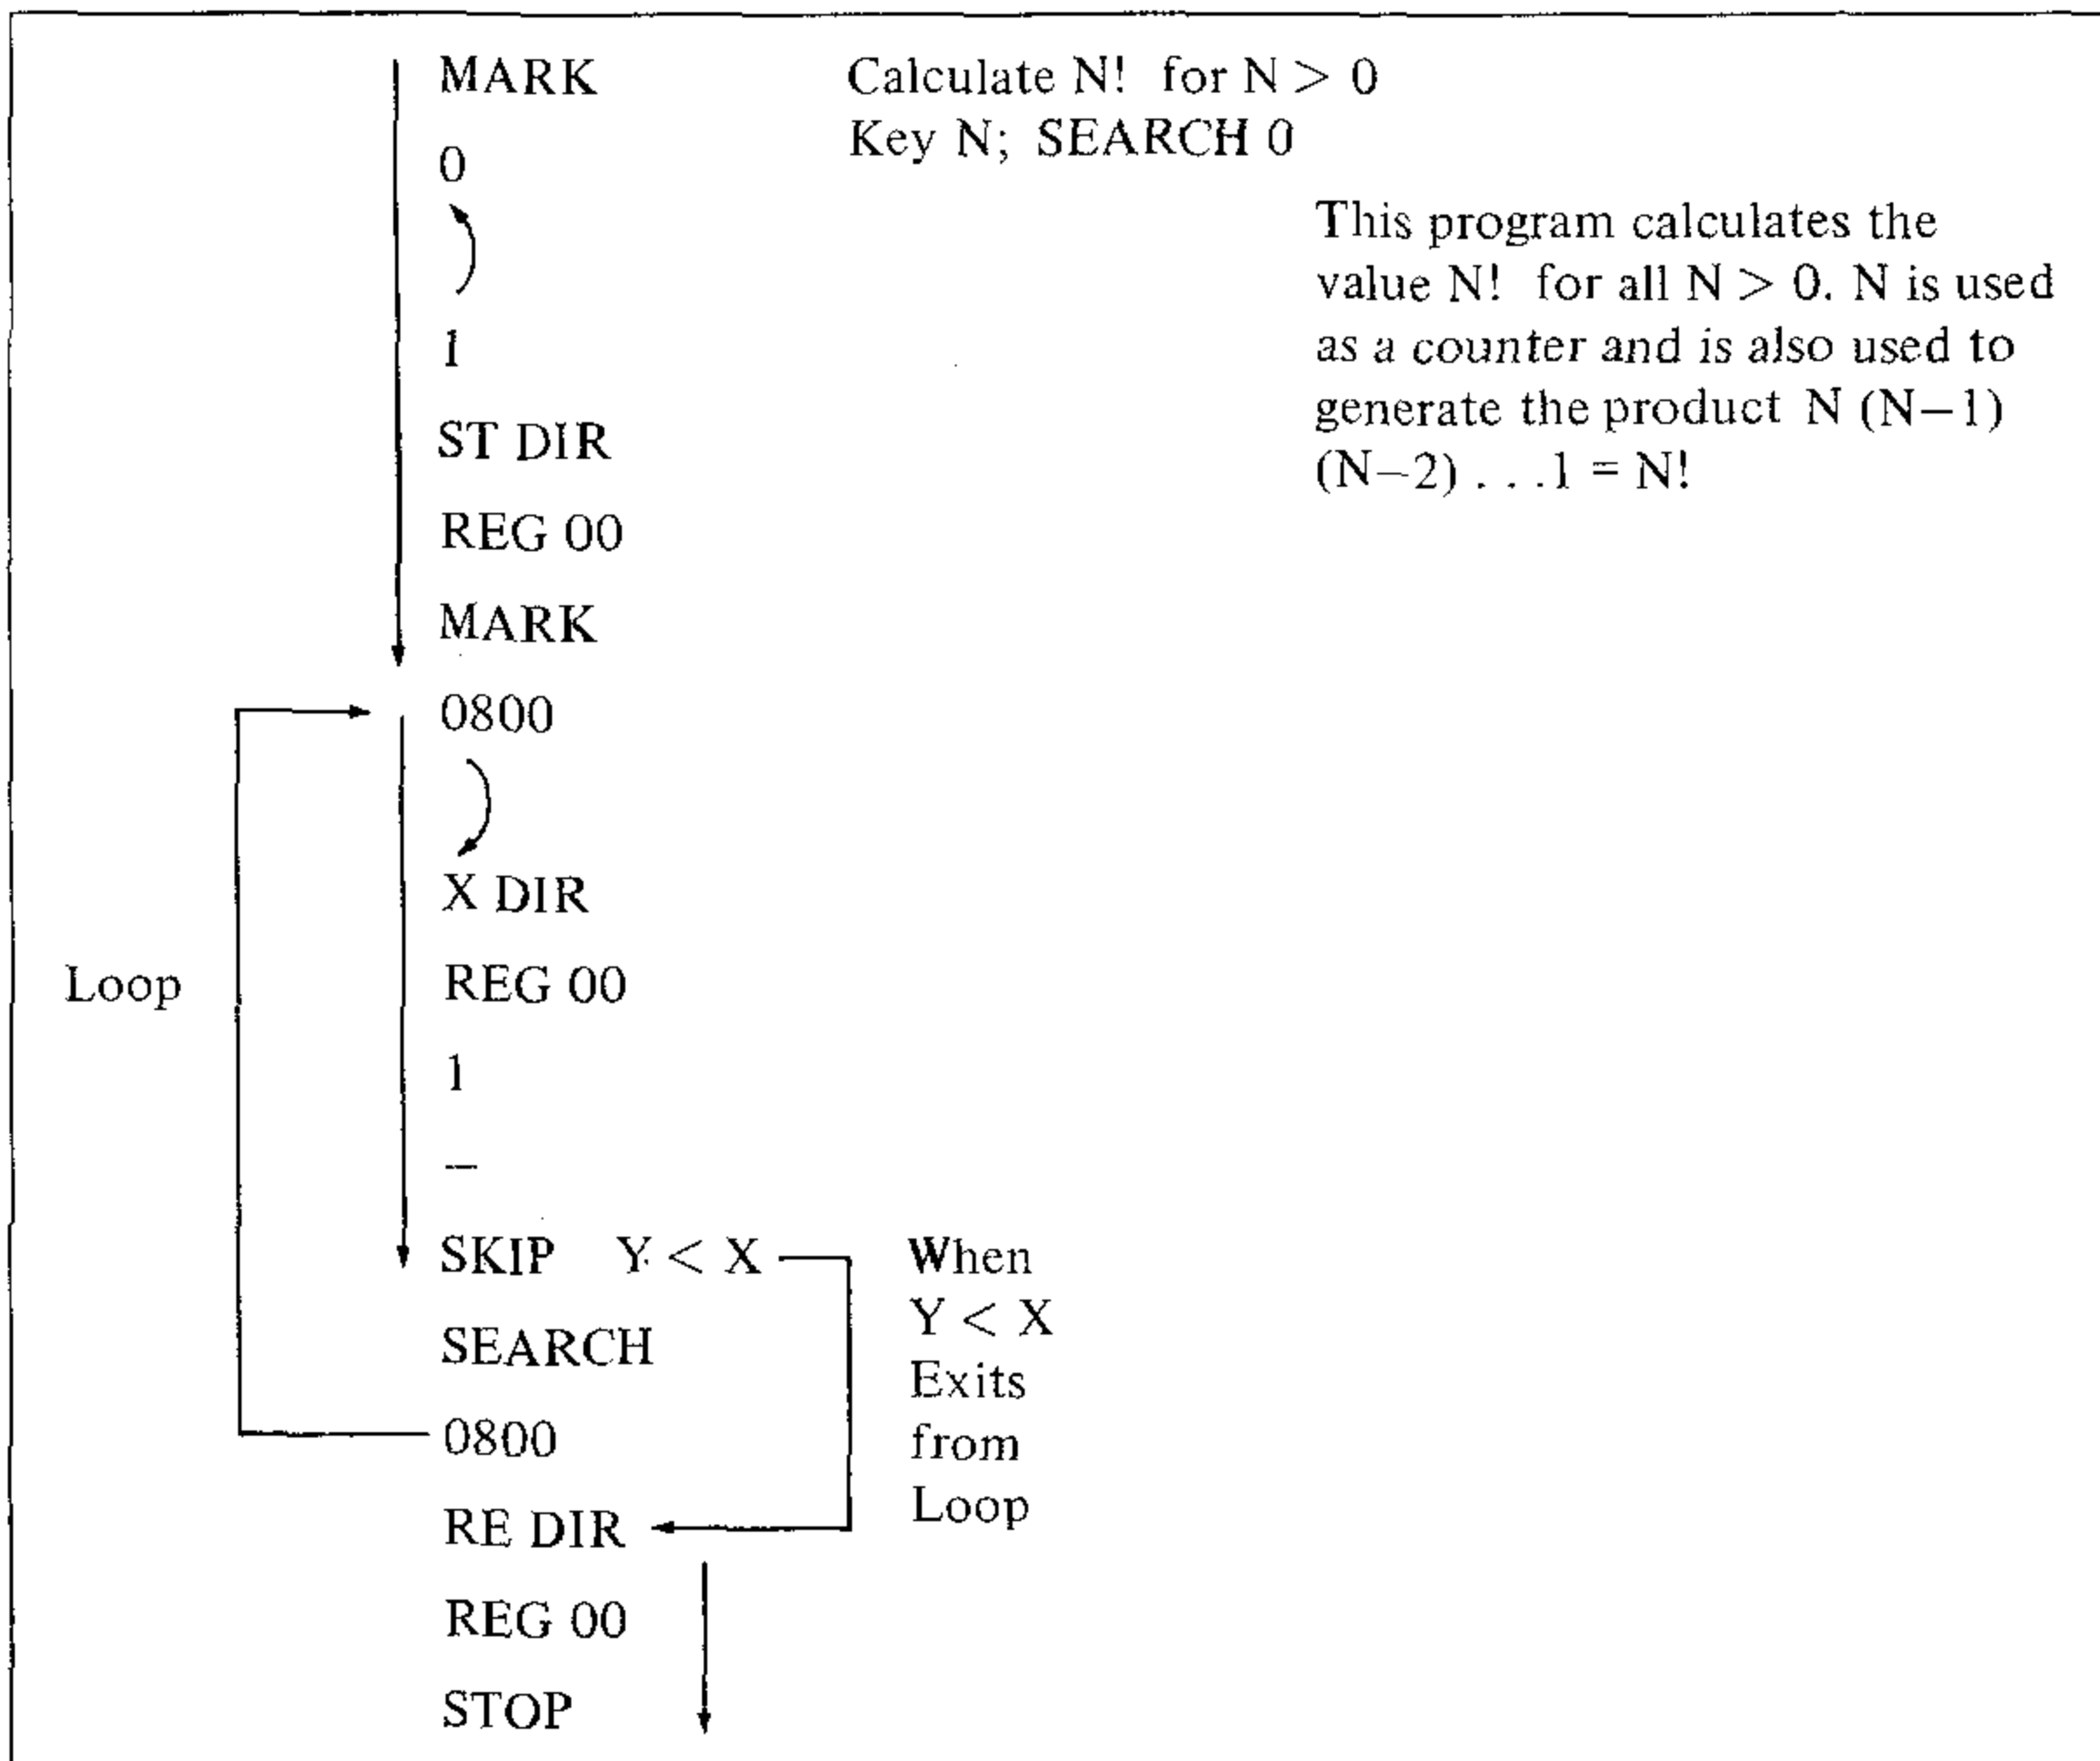 MARK
0
1
ST DIR
REG 00
MARK
0800
X DIR
REG 00
1
–
SKIP Y < X
SEARCH
0800
RE DIR
REG 00
STOP
Loop
Calculate N! for N > 0
Key N; SEARCH 0
This program calculates the
value N! for all N > 0. N is used
as a counter and is also used to
generate the product N (N–1)
(N–2) . . .1 = N!
When
Y < X
Exits
from
Loop